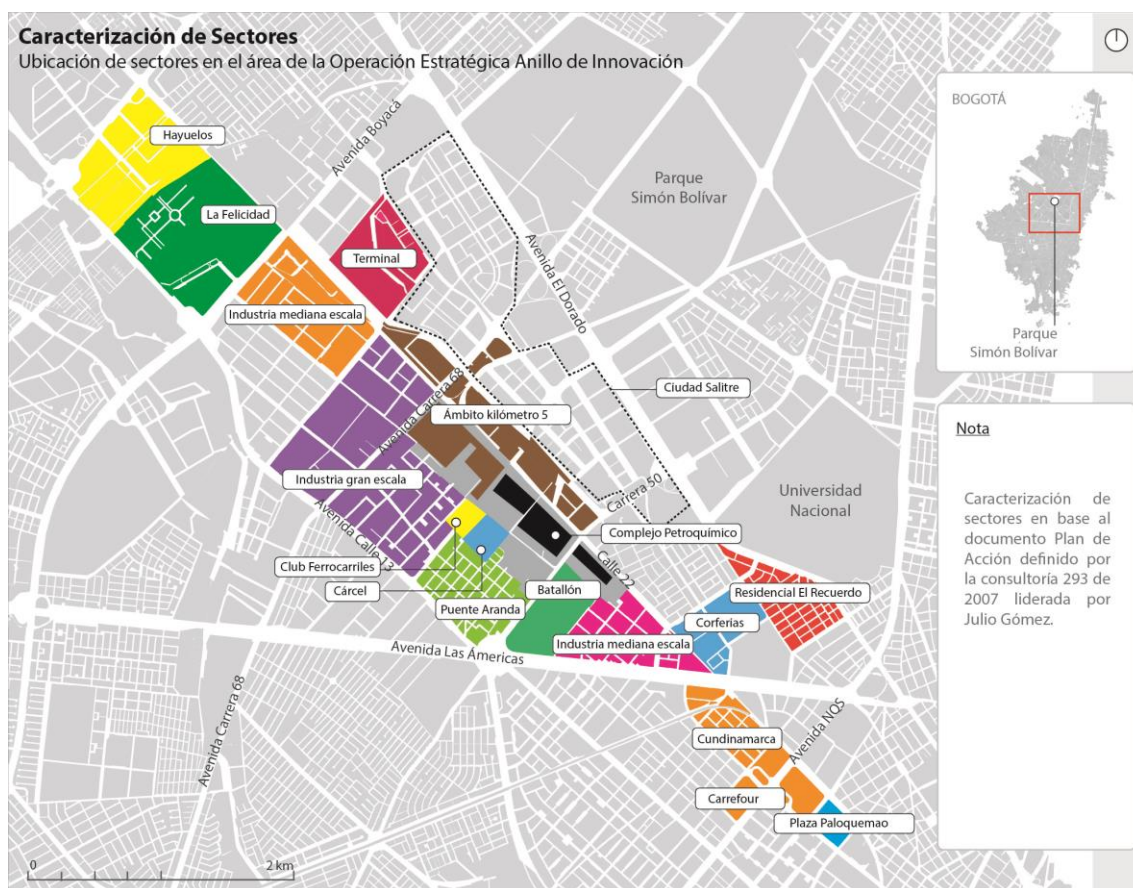 Caracterización de Sectores
Ubicación de sectores en el área de la Operación Estratégica Anillo de Innovación
BOGOTÁ
Parque
Simón Bolívar
Hayuelos
Avenida Boyacá
La Felicidad
Terminal
Parque
Simón Bolívar
Avenida El Dorado
Industria mediana escala
Ciudad Salitre
Avenida Carrera 68
Ámbito kilómetro 5
Industria gran escala
Carrera 50
Universidad
Nacional
Avenida Calle 13
Complejo Petroquímico
Club Ferrocarriles
Calle 22
Cárcel
Batallón
Residencial El Recuerdo
Puente Aranda
Corferias
Industria mediana escala
Avenida Las Ámericas
Avenida Carrera 68
Cundinamarca
Avenida NQS
Carrefour
Plaza Paloquemao
0
2 km
Nota
Caracterización de
sectores en base al
documento Plan de
Acción definido por
la consultoría 293 de
2007 liderada por
Julio Gómez.